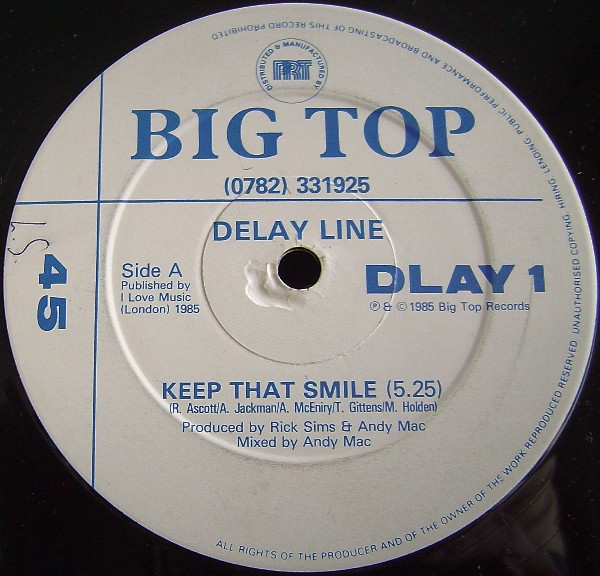 ALL RIGHTS OF THE PRODUCER AND OF THE OWNER OF THE WORK REPRODUCED RESERVED. UNAUTHORISED COPYING, HIRING, LENDING, PUBLIC PERFORMANCE AND BROADCASTING OF THIS RECORD PROHIBITED
DISTRIBUTED & MANUFACTURED BY
PRT
BIG TOP
(0782) 331925
DELAY LINE
45
Side A
Published by
I Love Music
(London) 1985
DLAY 1
℗ & © 1985 Big Top Records
KEEP THAT SMILE (5.25)
(R. Ascott/A. Jackman/A. McEniry/T. Gittens/M. Holden)
Produced by Rick Sims & Andy Mac
Mixed by Andy Mac